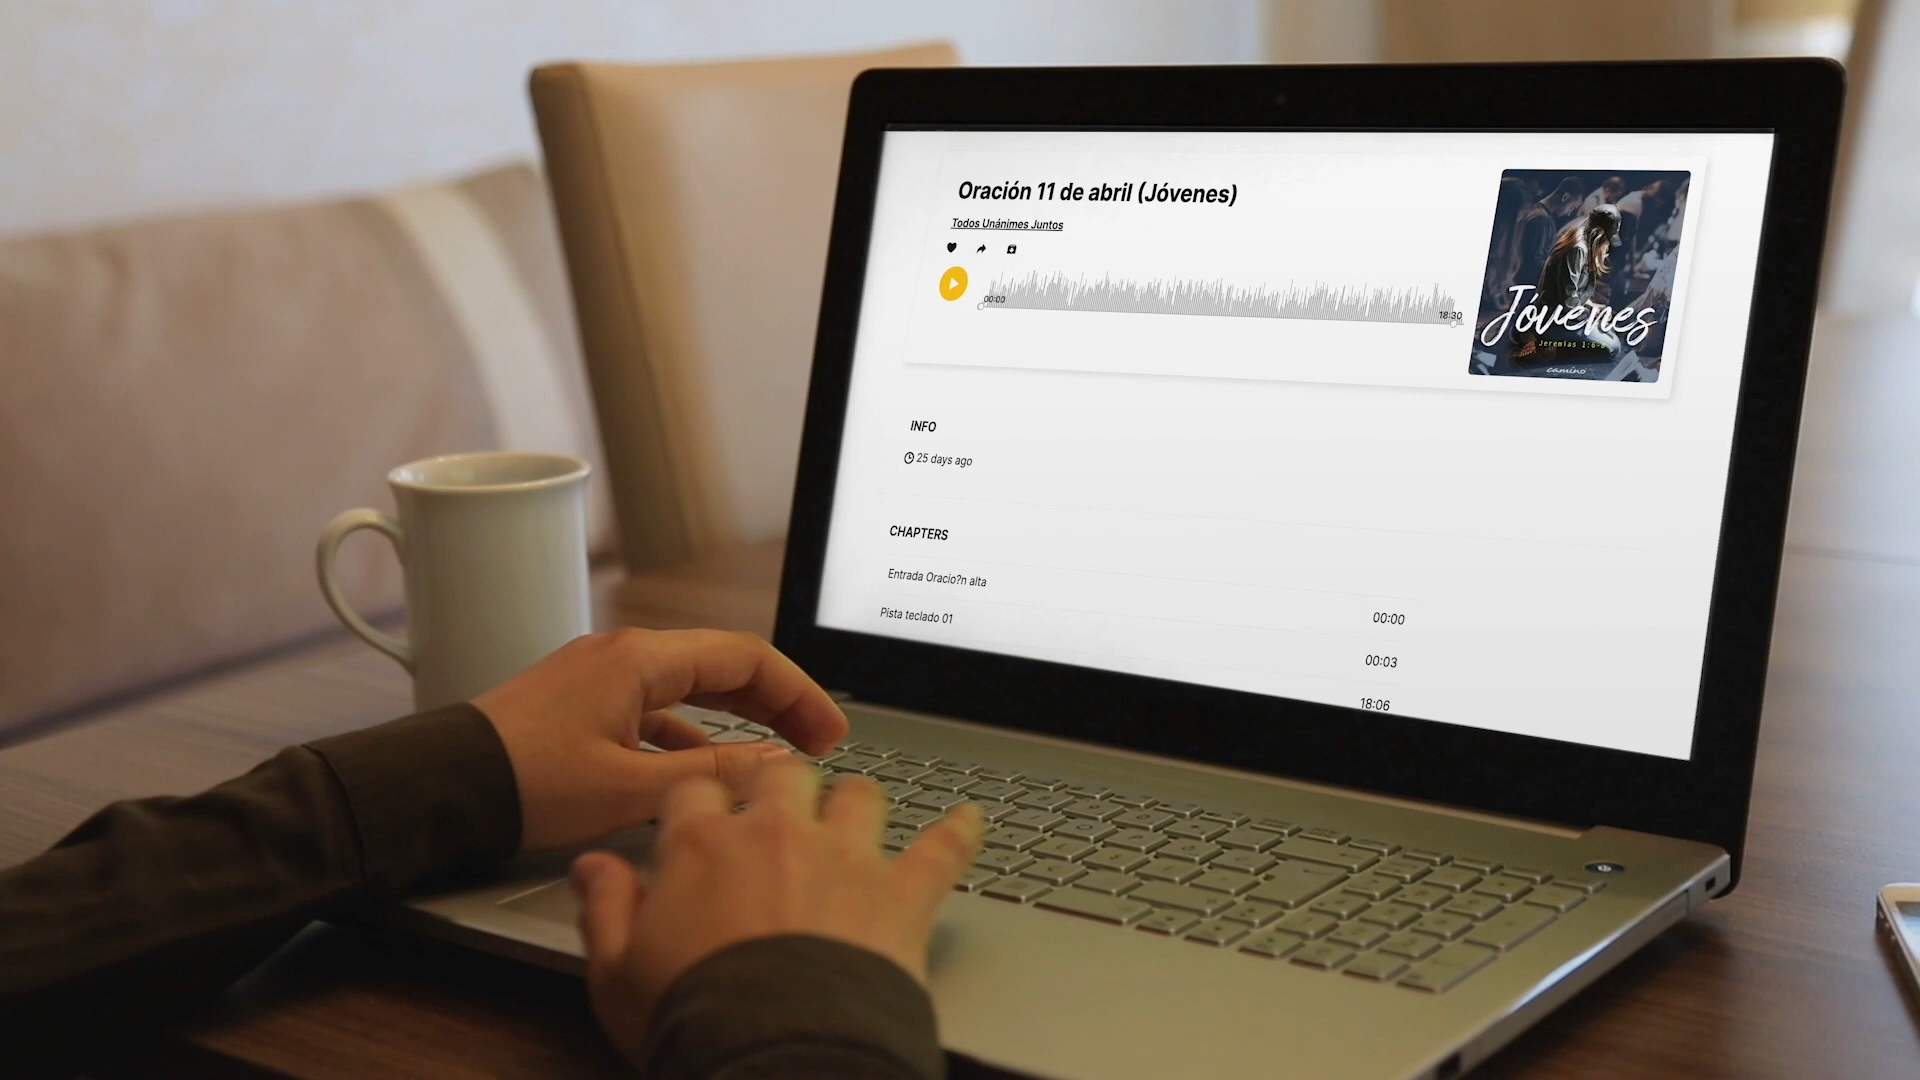 Oración 11 de abril (Jóvenes)
Todos Unánimes Juntos
00:00
18:30
Jóvenes
Jeremías 1:6-8
camino
INFO
25 days ago
CHAPTERS
Entrada Oracio?n alta
00:00
Pista teclado 01
00:03
18:06